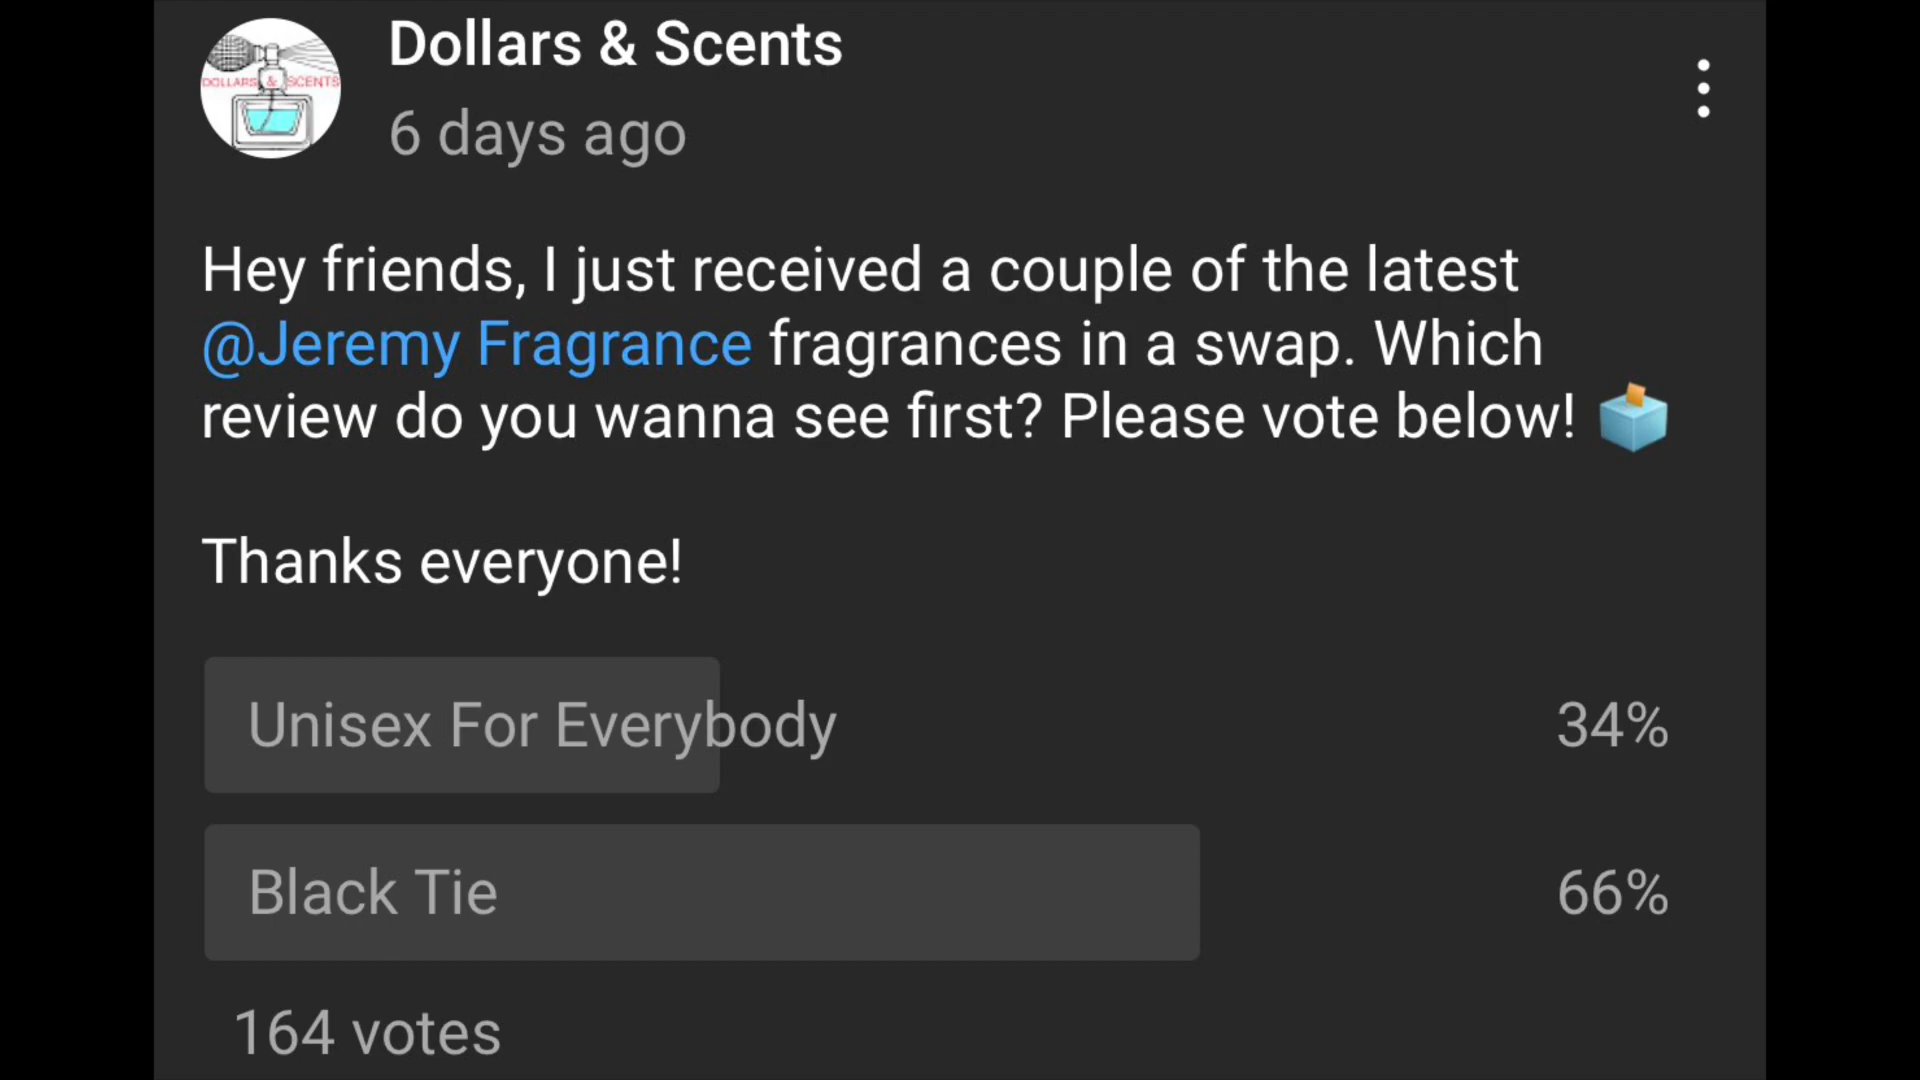 Dollars & Scents
DOLLARS & SCENTS
6 days ago
Hey friends, I just received a couple of the latest
@Jeremy Fragrance fragrances in a swap. Which
review do you wanna see first? Please vote below! 🗳️
Thanks everyone!
Unisex For Everybody 34%
Black Tie 66%
164 votes